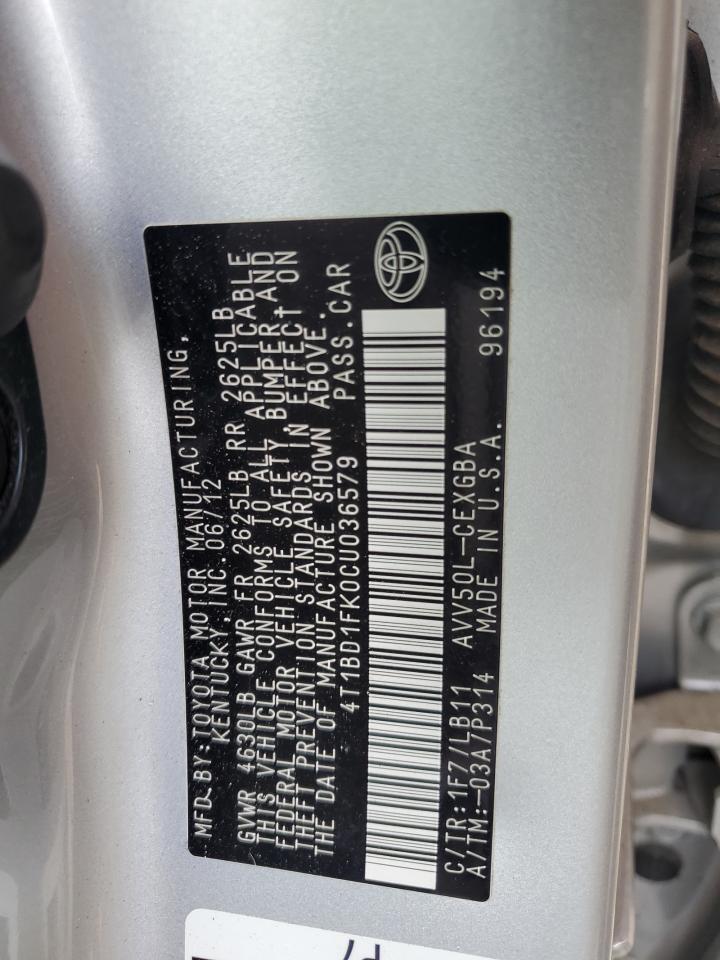 MFD.BY:TOYOTA MOTOR MANUFACTURING,
KENTUCKY, INC. 06/12
GVWR 4630LB GAWR FR 2625LB RR 2625LB
THIS VEHICLE CONFORMS TO ALL APPLICABLE
FEDERAL MOTOR VEHICLE SAFETY, BUMPER, AND
THEFT PREVENTION STANDARDS IN EFFECT ON
THE DATE OF MANUFACTURE SHOWN ABOVE.
4T1BD1FK0CU036579 PASS.CAR
C/TR:1F7/LB11 AVV50L-CEXGBA 96194
A/TM:-03A/P314 MADE IN U.S.A.